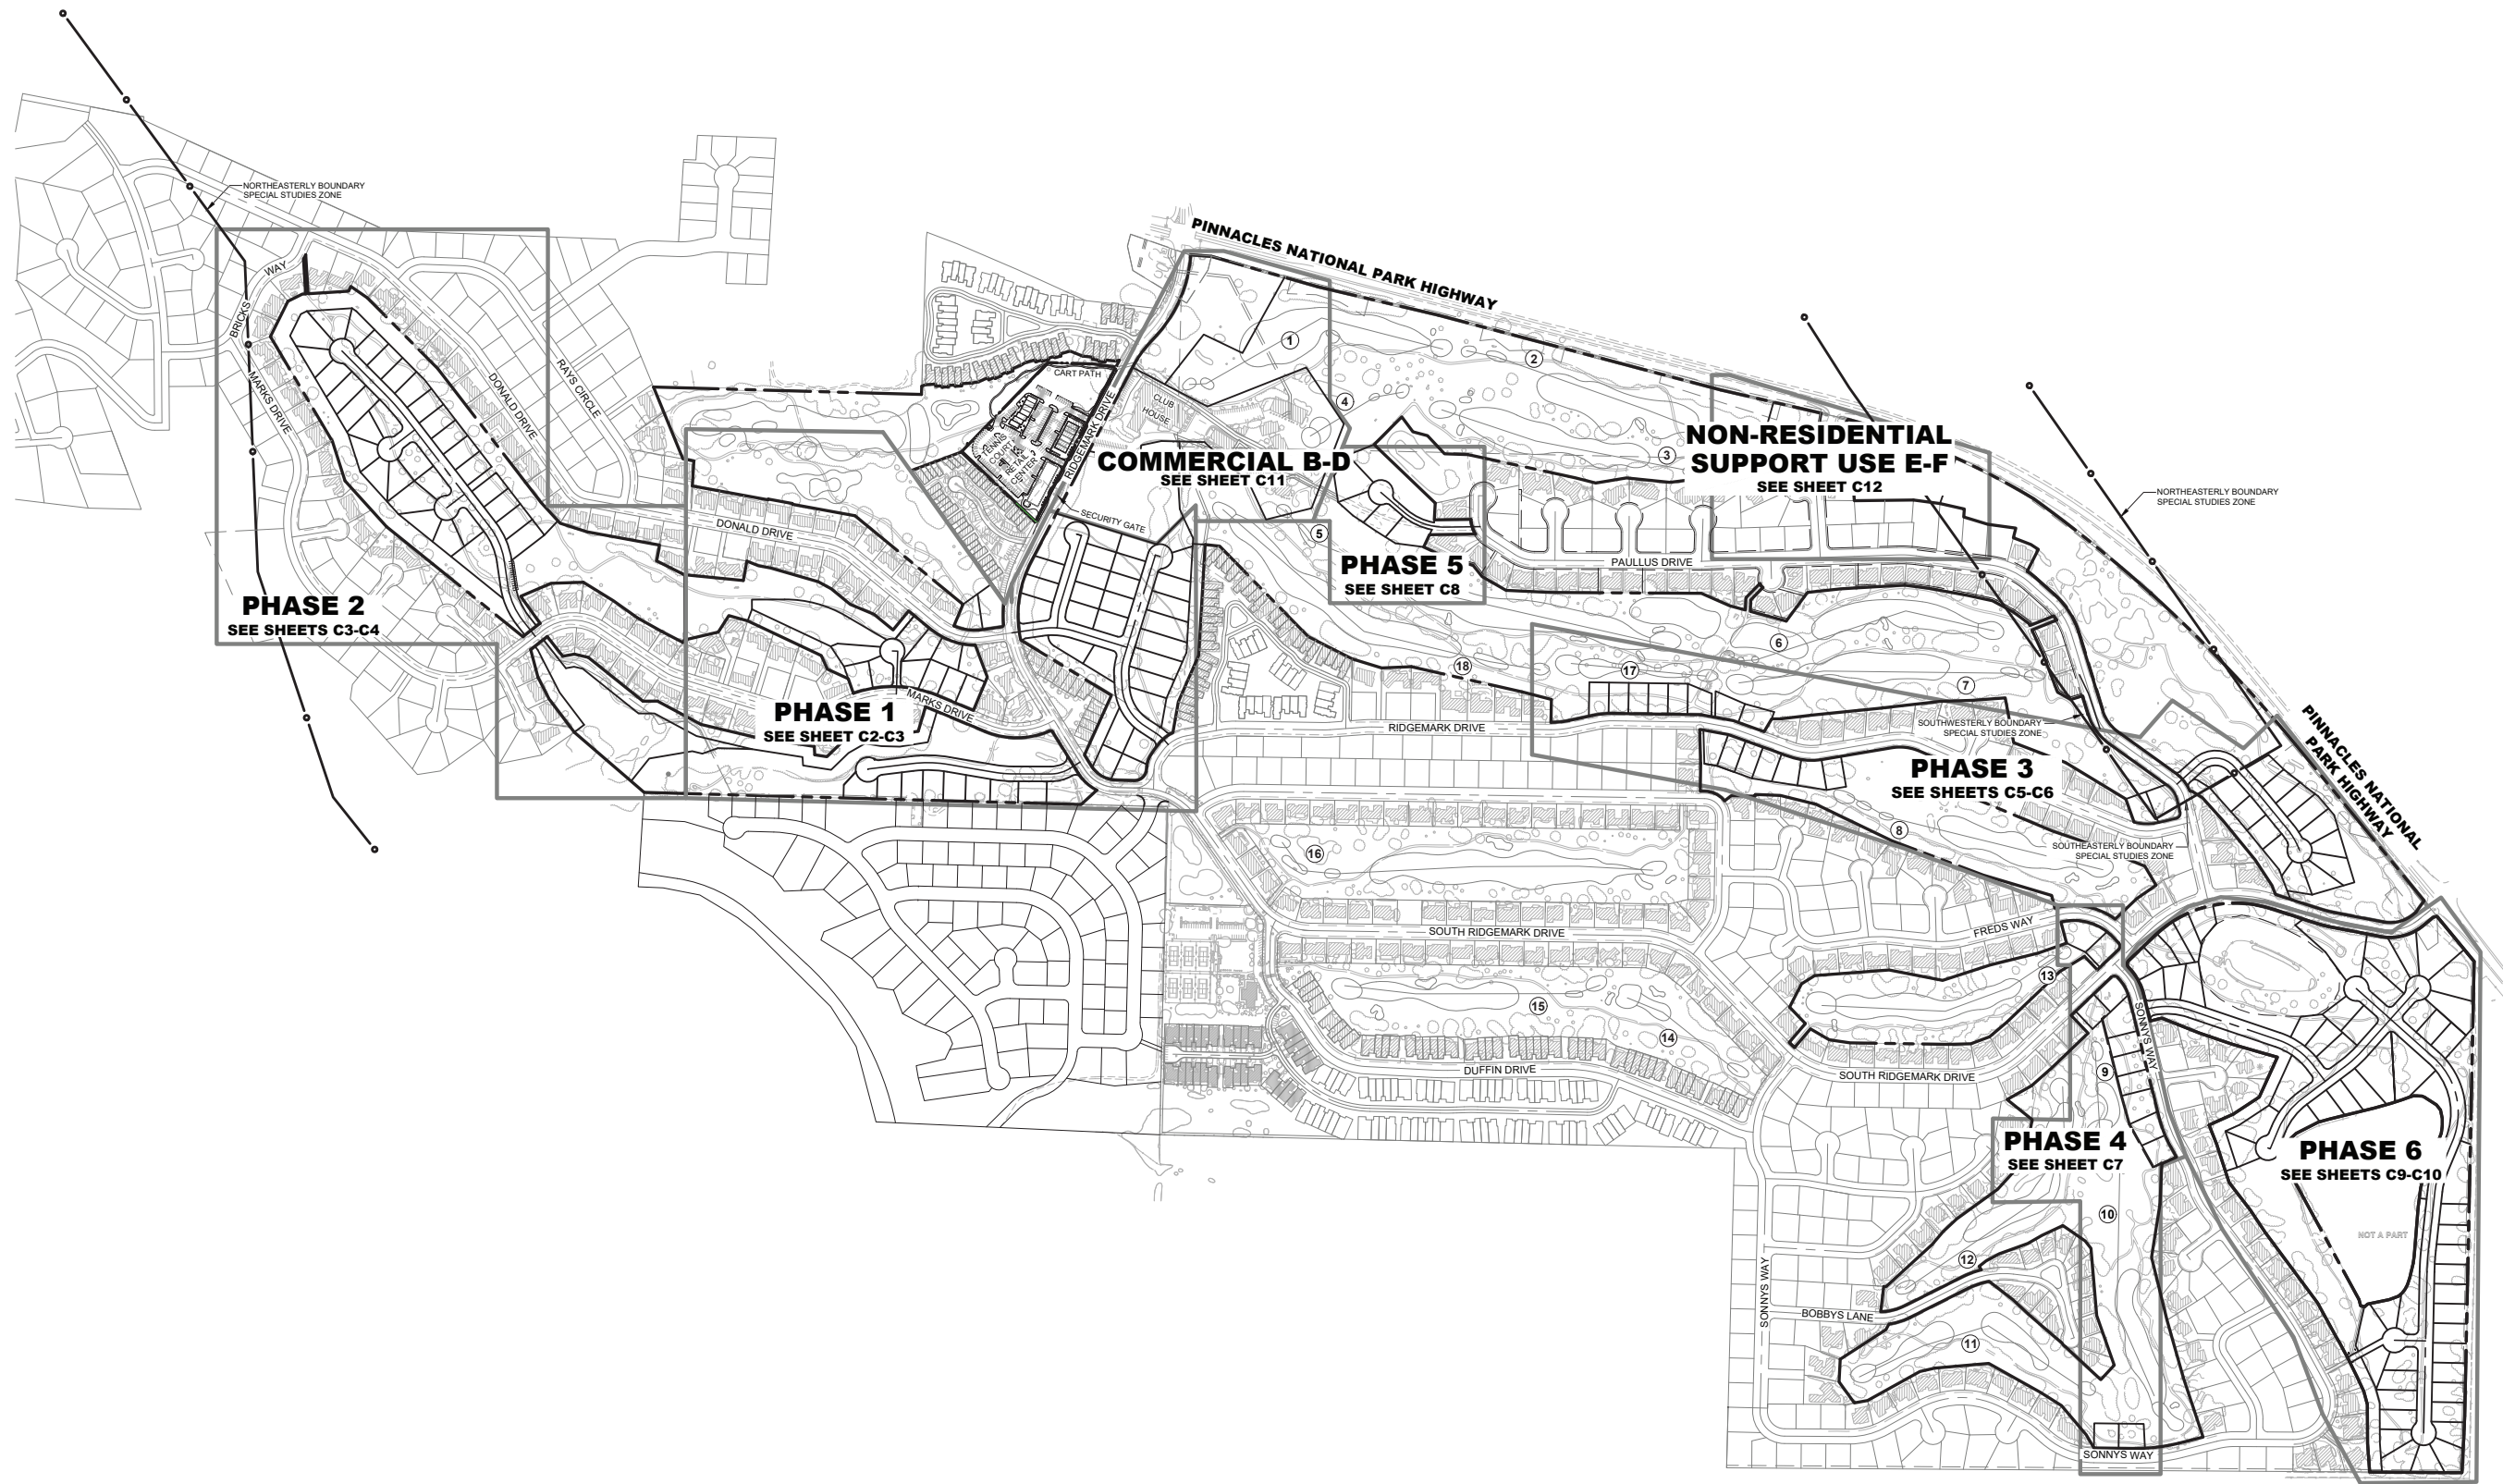 PINNACLES NATIONAL PARK HIGHWAY
NORTHEASTERLY BOUNDARY
SPECIAL STUDIES ZONE
BRICKS
WAY
MARKS DRIVE
DONALD DRIVE
RAYS CIRCLE
CART PATH
CLUB
HOUSE
RIDGEMARK DRIVE
TENNIS
COURT
RETAIL
CENTER
SECURITY GATE
1
2
3
4
5
COMMERCIAL B-D
SEE SHEET C11
NON-RESIDENTIAL
SUPPORT USE E-F
SEE SHEET C12
NORTHEASTERLY BOUNDARY
SPECIAL STUDIES ZONE
PHASE 2
SEE SHEETS C3-C4
DONALD DRIVE
PHASE 5
SEE SHEET C8
PAULLUS DRIVE
6
7
17
18
PHASE 1
SEE SHEET C2-C3
MARKS DRIVE
RIDGEMARK DRIVE
SOUTHWESTERLY BOUNDARY
SPECIAL STUDIES ZONE
PHASE 3
SEE SHEETS C5-C6
PINNACLES NATIONAL
PARK HIGHWAY
8
SOUTHEASTERLY BOUNDARY
SPECIAL STUDIES ZONE
16
SOUTH RIDGEMARK DRIVE
FREDS WAY
13
15
14
DUFFIN DRIVE
SOUTH RIDGEMARK DRIVE
SONNYS WAY
9
PHASE 4
SEE SHEET C7
PHASE 6
SEE SHEETS C9-C10
10
NOT A PART
12
SONNYS WAY
BOBBYS LANE
11
SONNYS WAY